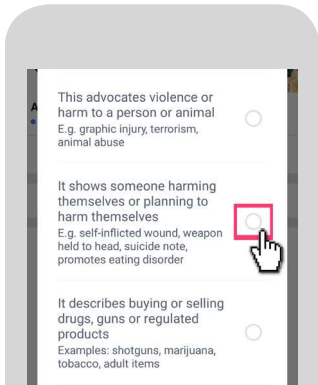 A
This advocates violence or
harm to a person or animal
E.g. graphic injury, terrorism,
animal abuse
It shows someone harming
themselves or planning to
harm themselves
E.g. self-inflicted wound, weapon
held to head, suicide note,
promotes eating disorder
It describes buying or selling
drugs, guns or regulated
products
Examples: shotguns, marijuana,
tobacco, adult items